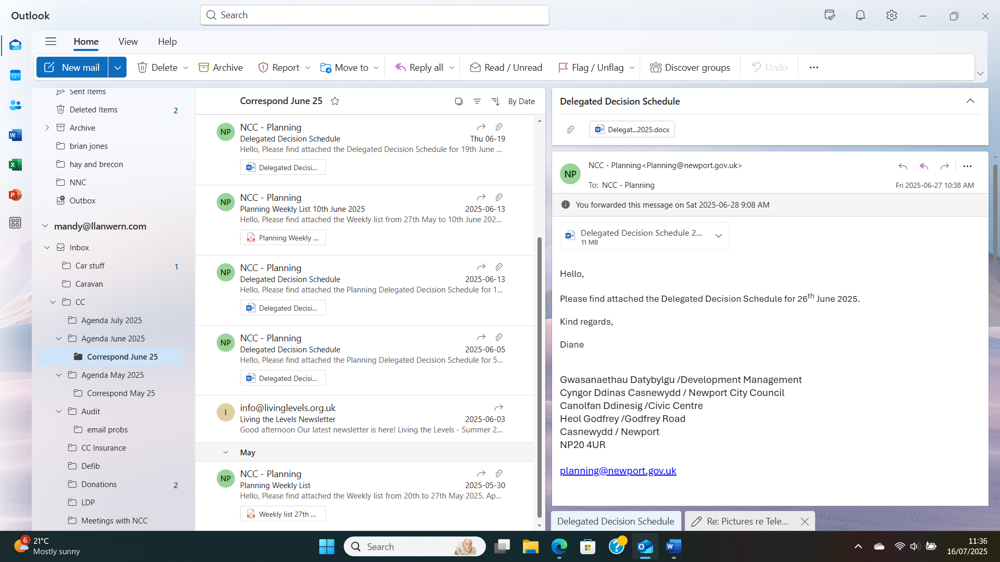 Outlook
Search
Home
View
Help
New mail
Delete
Archive
Report
Move to
Reply all
Read / Unread
Flag / Unflag
Discover groups
Undo
Sent Items
Deleted Items 2
Archive
brian jones
hay and brecon
NNC
Outbox
mandy@llanwern.com
Inbox
Car stuff 1
Caravan
CC
Agenda July 2025
Agenda June 2025
Correspond June 25
Agenda May 2025
Correspond May 25
Audit
email probs
CC Insurance
Defib
Donations 2
LDP
Meetings with NCC
Correspond June 25
By Date
NP
NCC - Planning
Delegated Decision Schedule Thu 06-19
Hello, Please find attached the Delegated Decision Schedule for 19th June ...
Delegated Decisi...
NP
NCC - Planning
Planning Weekly List 10th June 2025 2025-06-13
Hello, Please find attached the Weekly list from 27th May to 10th June 202...
Planning Weekly ...
NP
NCC - Planning
Delegated Decision Schedule 2025-06-13
Hello, Please find attached the Planning Delegated Decision Schedule for 1...
Delegated Decisi...
NP
NCC - Planning
Delegated Decision Schedule 2025-06-05
Hello, Please find attached the Planning Delegated Decision Schedule for 5...
Delegated Decisi...
I
info@livinglevels.org.uk
Living the Levels Newsletter 2025-06-03
Good afternoon Our latest newsletter is here! Living the Levels - Summer 2...
May
NP
NCC - Planning
Planning Weekly List 2025-05-30
Hello, Please find attached the Weekly list from 20th to 27th May 2025. Ap...
Weekly list 27th ...
Delegated Decision Schedule
Delegat...2025.docx
NP
NCC - Planning<Planning@newport.gov.uk>
To: NCC - Planning
Fri 2025-06-27 10:38 AM
You forwarded this message on Sat 2025-06-28 9:08 AM
Delegated Decision Schedule 2...
11 MB
Hello,
Please find attached the Delegated Decision Schedule for 26th June 2025.
Kind regards,
Diane
Gwasanaethau Datybylgu /Development Management
Cyngor Ddinas Casnewydd / Newport City Council
Canolfan Ddinesig /Civic Centre
Heol Godfrey /Godfrey Road
Casnewydd / Newport
NP20 4UR
planning@newport.gov.uk
Delegated Decision Schedule
Re: Pictures re Tele...
6
21°C
Mostly sunny
Search
11:36
16/07/2025